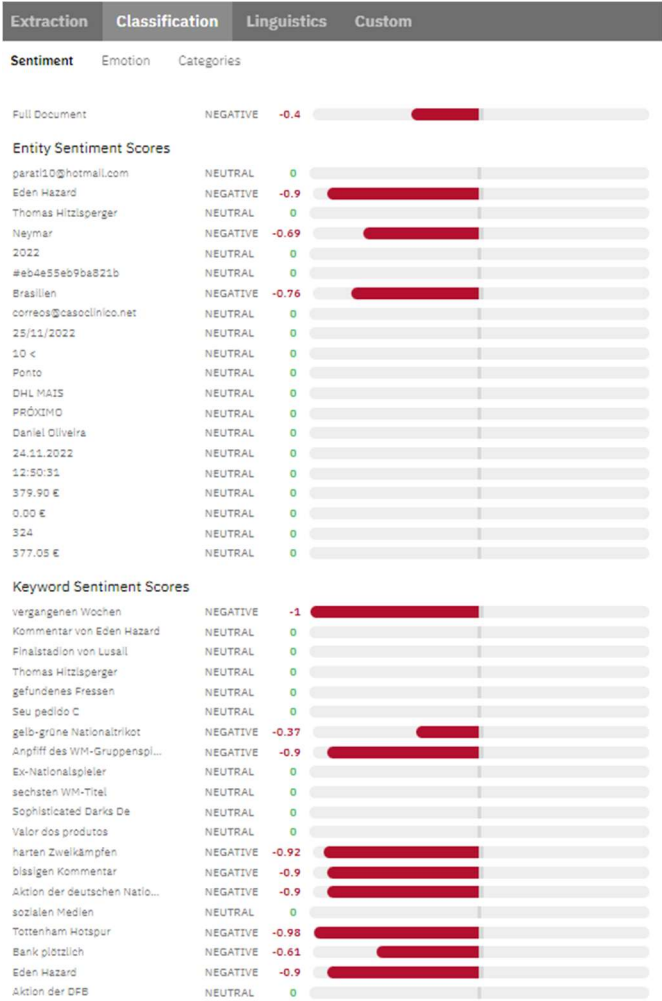 Extraction Classification Linguistics Custom
Sentiment Emotion Categories
Full Document NEGATIVE -0.4
Entity Sentiment Scores
parati10@hotmail.com NEUTRAL 0
Eden Hazard NEGATIVE -0.9
Thomas Hitzlsperger NEUTRAL 0
Neymar NEGATIVE -0.69
2022 NEUTRAL 0
#eb4e55eb9ba821b NEUTRAL 0
Brasilien NEGATIVE -0.76
correos@casoclinico.net NEUTRAL 0
25/11/2022 NEUTRAL 0
10 < NEUTRAL 0
Ponto NEUTRAL 0
DHL MAIS NEUTRAL 0
PRÓXIMO NEUTRAL 0
Daniel Oliveira NEUTRAL 0
24.11.2022 NEUTRAL 0
12:50:31 NEUTRAL 0
379.90 € NEUTRAL 0
0.00 € NEUTRAL 0
324 NEUTRAL 0
377.05 € NEUTRAL 0
Keyword Sentiment Scores
vergangenen Wochen NEGATIVE -1
Kommentar von Eden Hazard NEUTRAL 0
Finalstadion von Lusail NEUTRAL 0
Thomas Hitzlsperger NEUTRAL 0
gefundenes Fressen NEUTRAL 0
Seu pedido C NEUTRAL 0
gelb-grüne Nationaltrikot NEGATIVE -0.37
Anpfiff des WM-Gruppenspi... NEGATIVE -0.9
Ex-Nationalspieler NEUTRAL 0
sechsten WM-Titel NEUTRAL 0
Sophisticated Darks De NEUTRAL 0
Valor dos produtos NEUTRAL 0
harten Zweikämpfen NEGATIVE -0.92
bissigen Kommentar NEGATIVE -0.9
Aktion der deutschen Natio... NEGATIVE -0.9
sozialen Medien NEUTRAL 0
Tottenham Hotspur NEGATIVE -0.98
Bank plötzlich NEGATIVE -0.61
Eden Hazard NEGATIVE -0.9
Aktion der DFB NEUTRAL 0